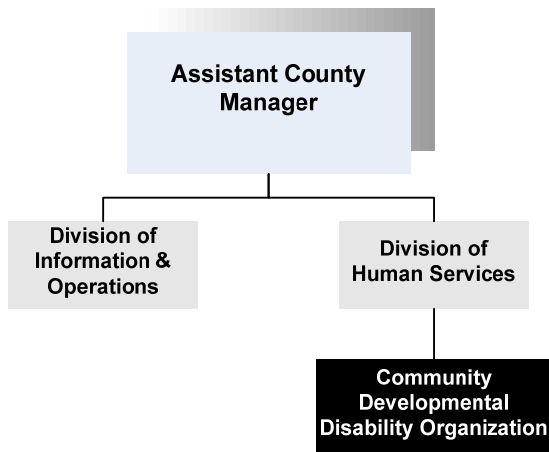 Assistant County
Manager
Division of
Information &
Operations
Division of
Human Services
Community
Developmental
Disability Organization